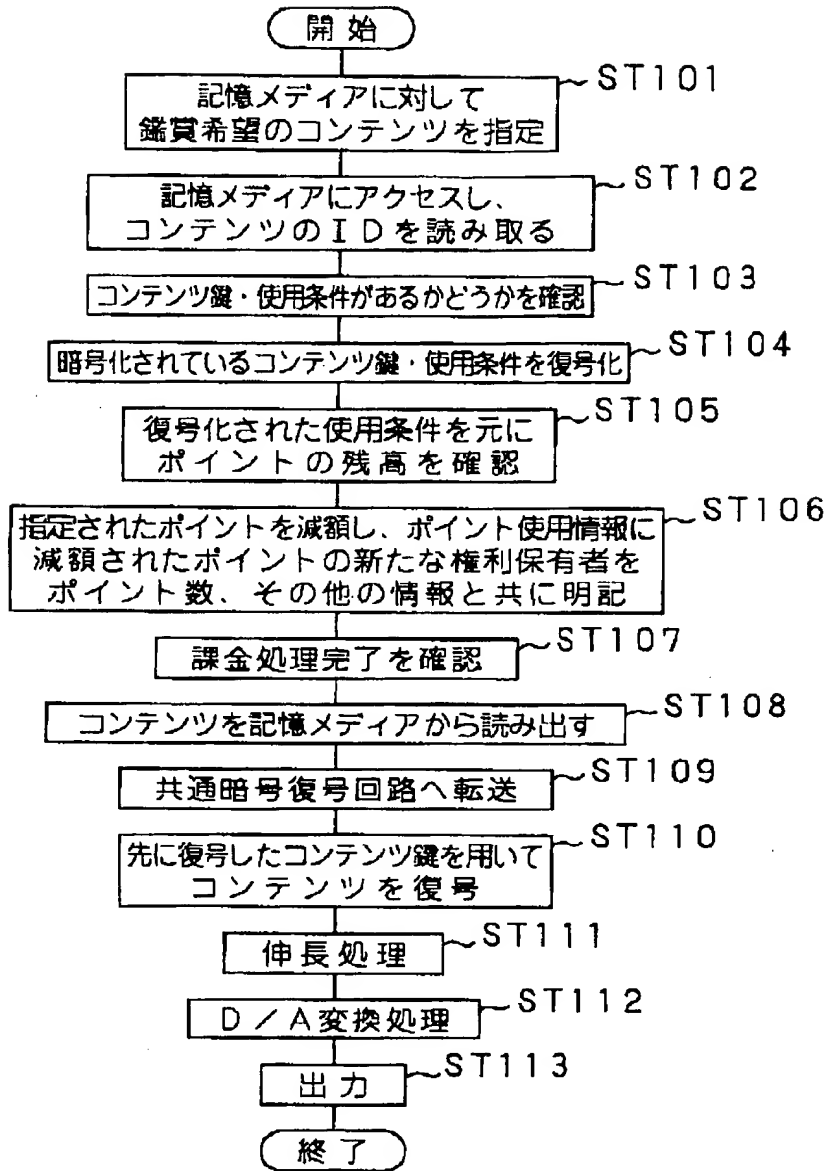 開始
記憶メディアに対して
鑑賞希望のコンテンツを指定
ST101
記憶メディアにアクセスし、
コンテンツのＩＤを読み取る
ST102
コンテンツ鍵・使用条件があるかどうかを確認
ST103
暗号化されているコンテンツ鍵・使用条件を復号化
ST104
復号化された使用条件を元に
ポイントの残高を確認
ST105
指定されたポイントを減額し、ポイント使用情報に
減額されたポイントの新たな権利保有者を
ポイント数、その他の情報と共に明記
ST106
課金処理完了を確認
ST107
コンテンツを記憶メディアから読み出す
ST108
共通暗号復号回路へ転送
ST109
先に復号したコンテンツ鍵を用いて
コンテンツを復号
ST110
伸長処理
ST111
Ｄ／Ａ変換処理
ST112
出力
ST113
終了